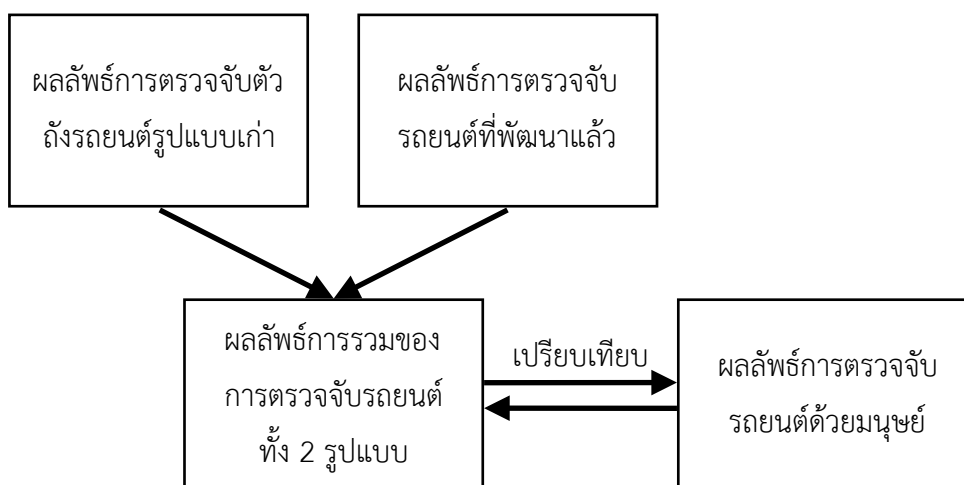 ผลลัพธ์การตรวจจับตัว
ถังรถยนต์รูปแบบเก่า
ผลลัพธ์การตรวจจับ
รถยนต์ที่พัฒนาแล้ว
ผลลัพธ์การรวมของ
การตรวจจับรถยนต์
ทั้ง 2 รูปแบบ
เปรียบเทียบ
ผลลัพธ์การตรวจจับ
รถยนต์ด้วยมนุษย์